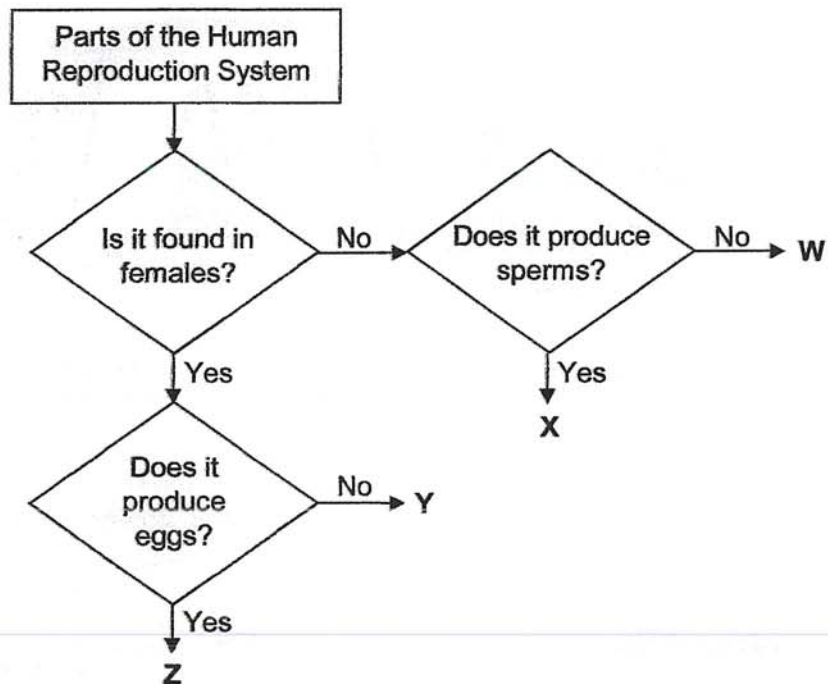 Parts of the Human
Reproduction System
Is it found in
females?
No
Does it produce
sperms?
No
W
Yes
Yes
X
Does it
produce
eggs?
No
Y
Yes
Z